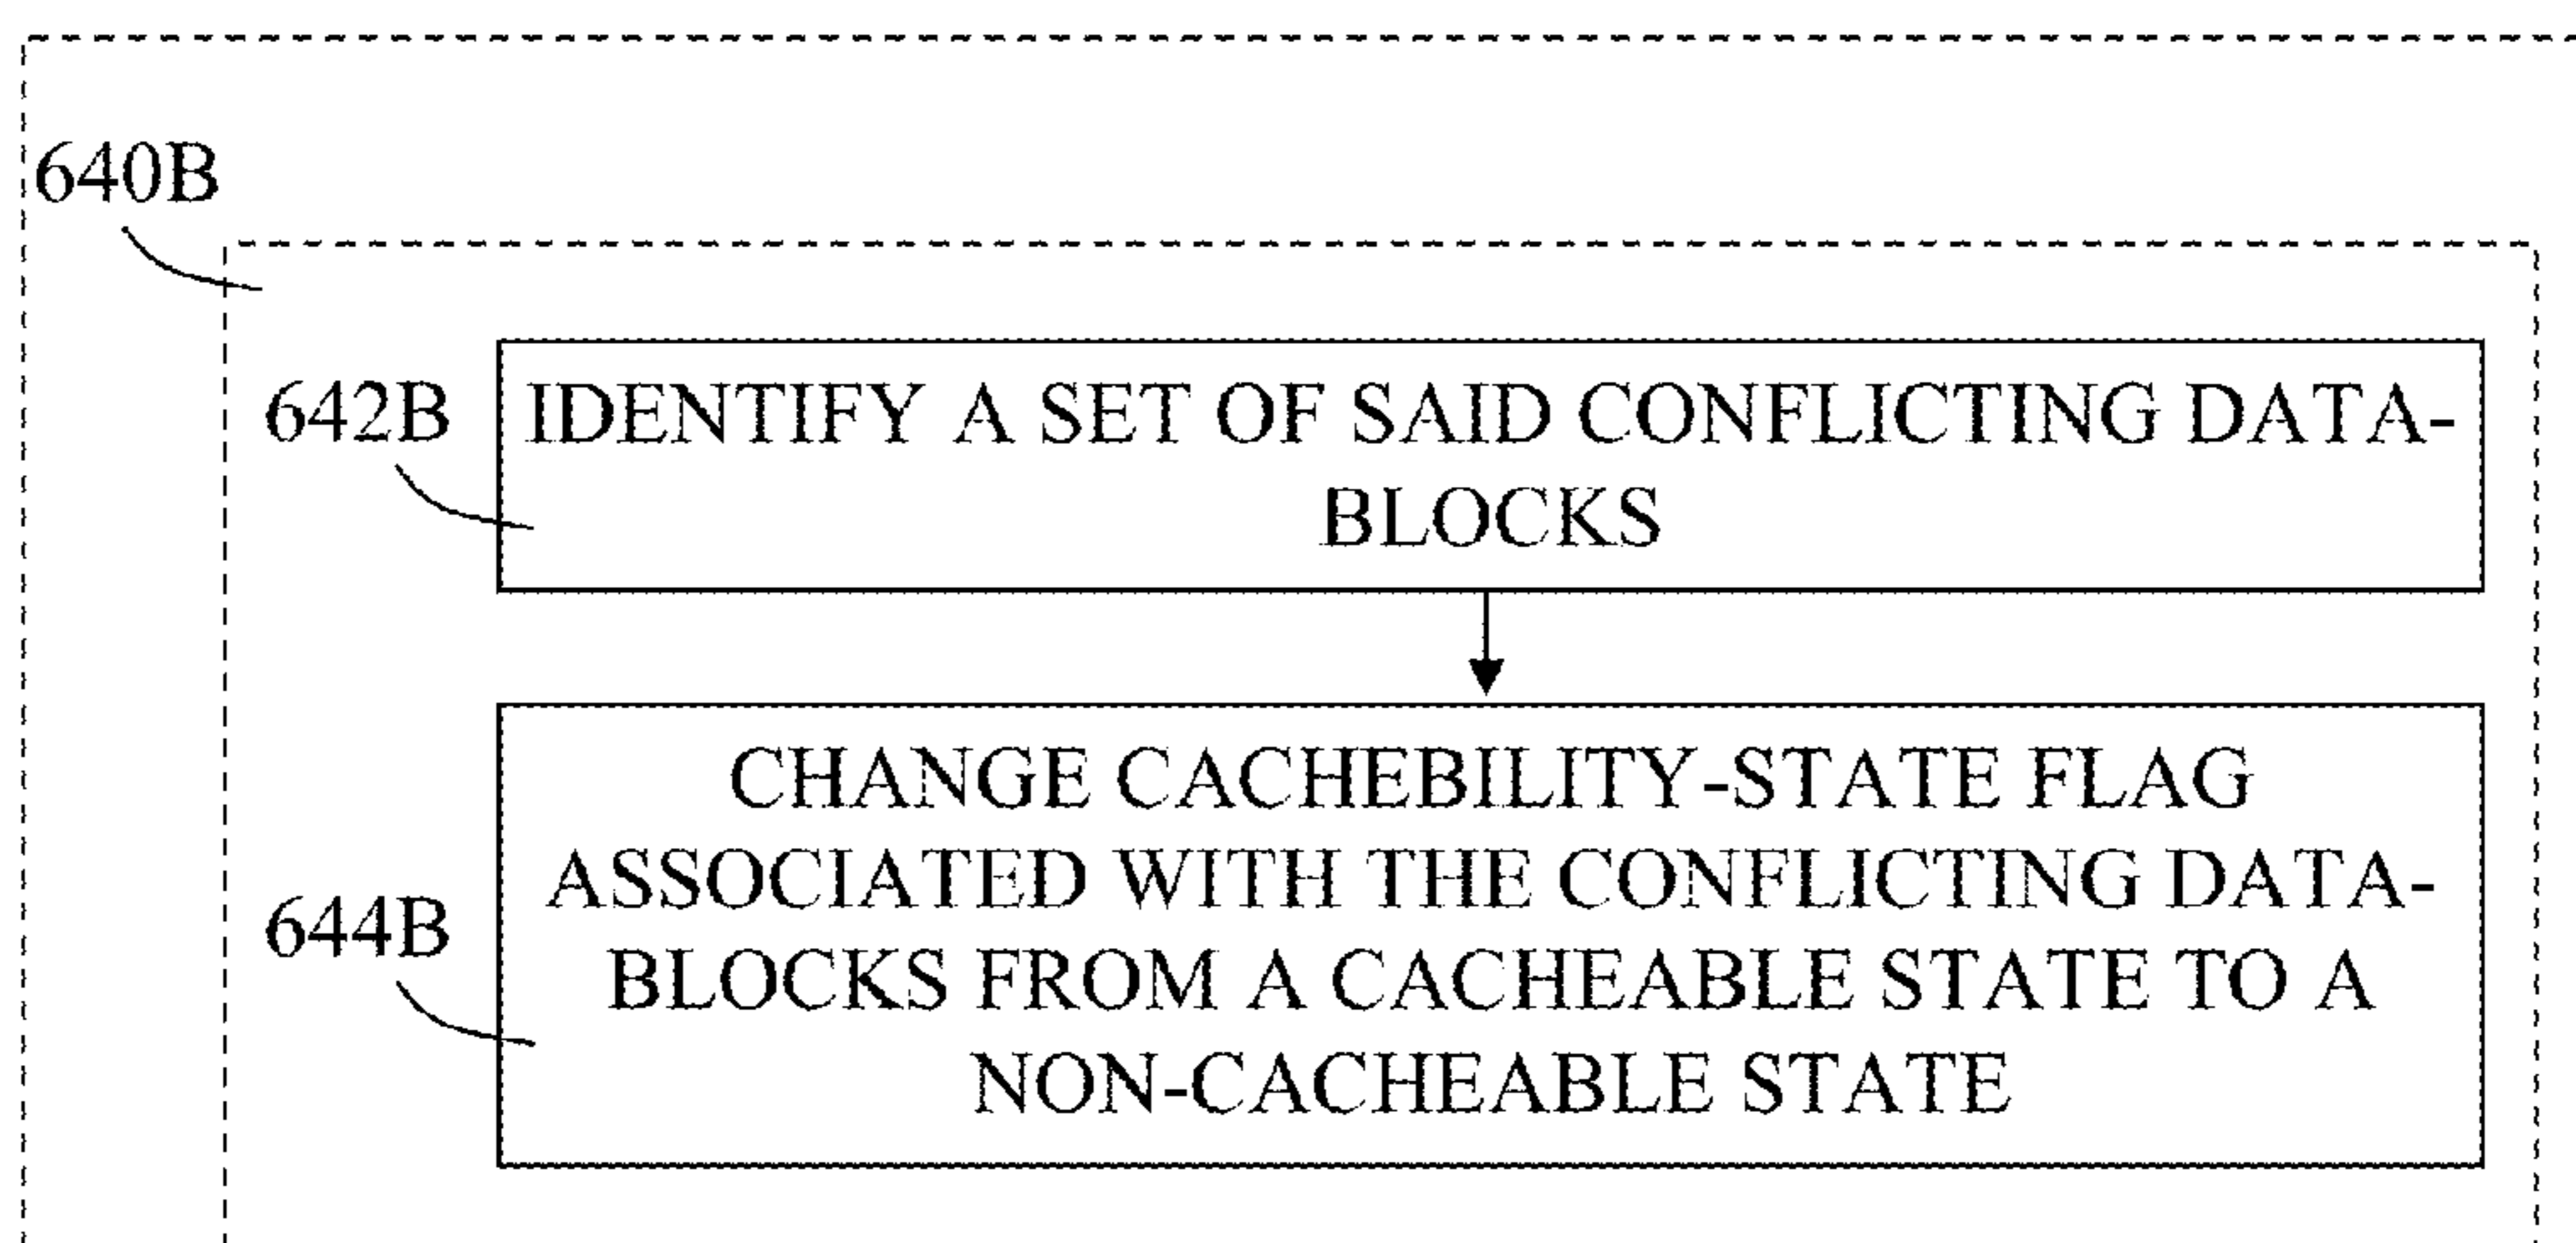 640B
642B
IDENTIFY A SET OF SAID CONFLICTING DATA-
BLOCKS
CHANGE CACHEBILITY-STATE FLAG
ASSOCIATED WITH THE CONFLICTING DATA-
644B
BLOCKS FROM A CACHEABLE STATE TO A
NON-CACHEABLE STATE